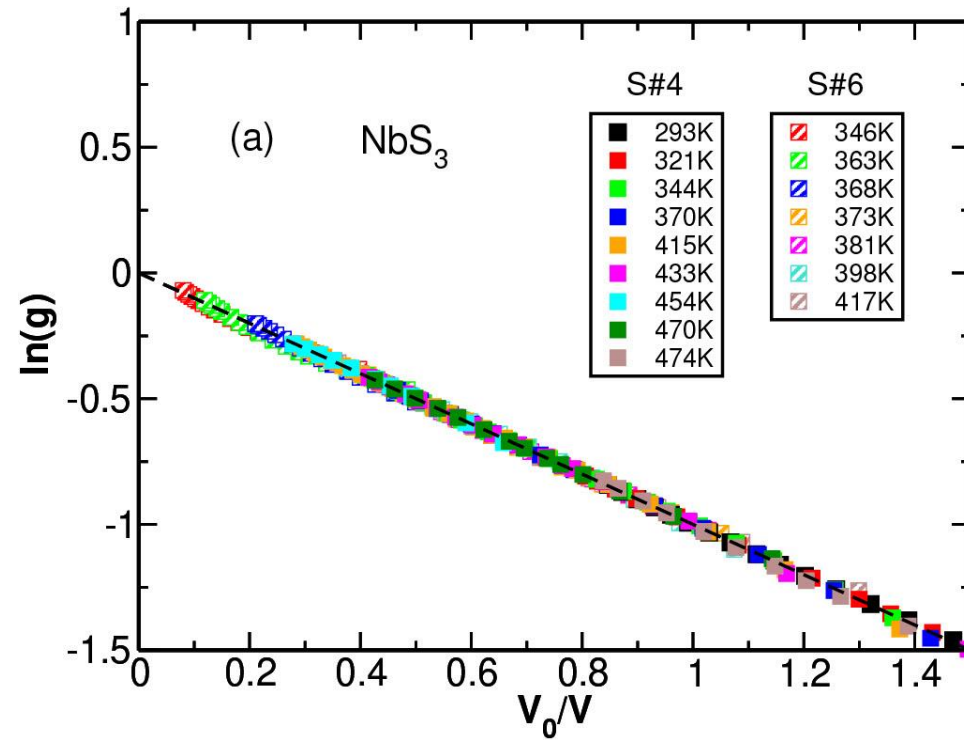 1
0.5
0
-0.5
-1
-1.5
ln(g)
(a) NbS3
S#4
293K
321K
344K
370K
415K
433K
454K
470K
474K
S#6
346K
363K
368K
373K
381K
398K
417K
0 0.2 0.4 0.6 0.8 1 1.2 1.4
V0/V